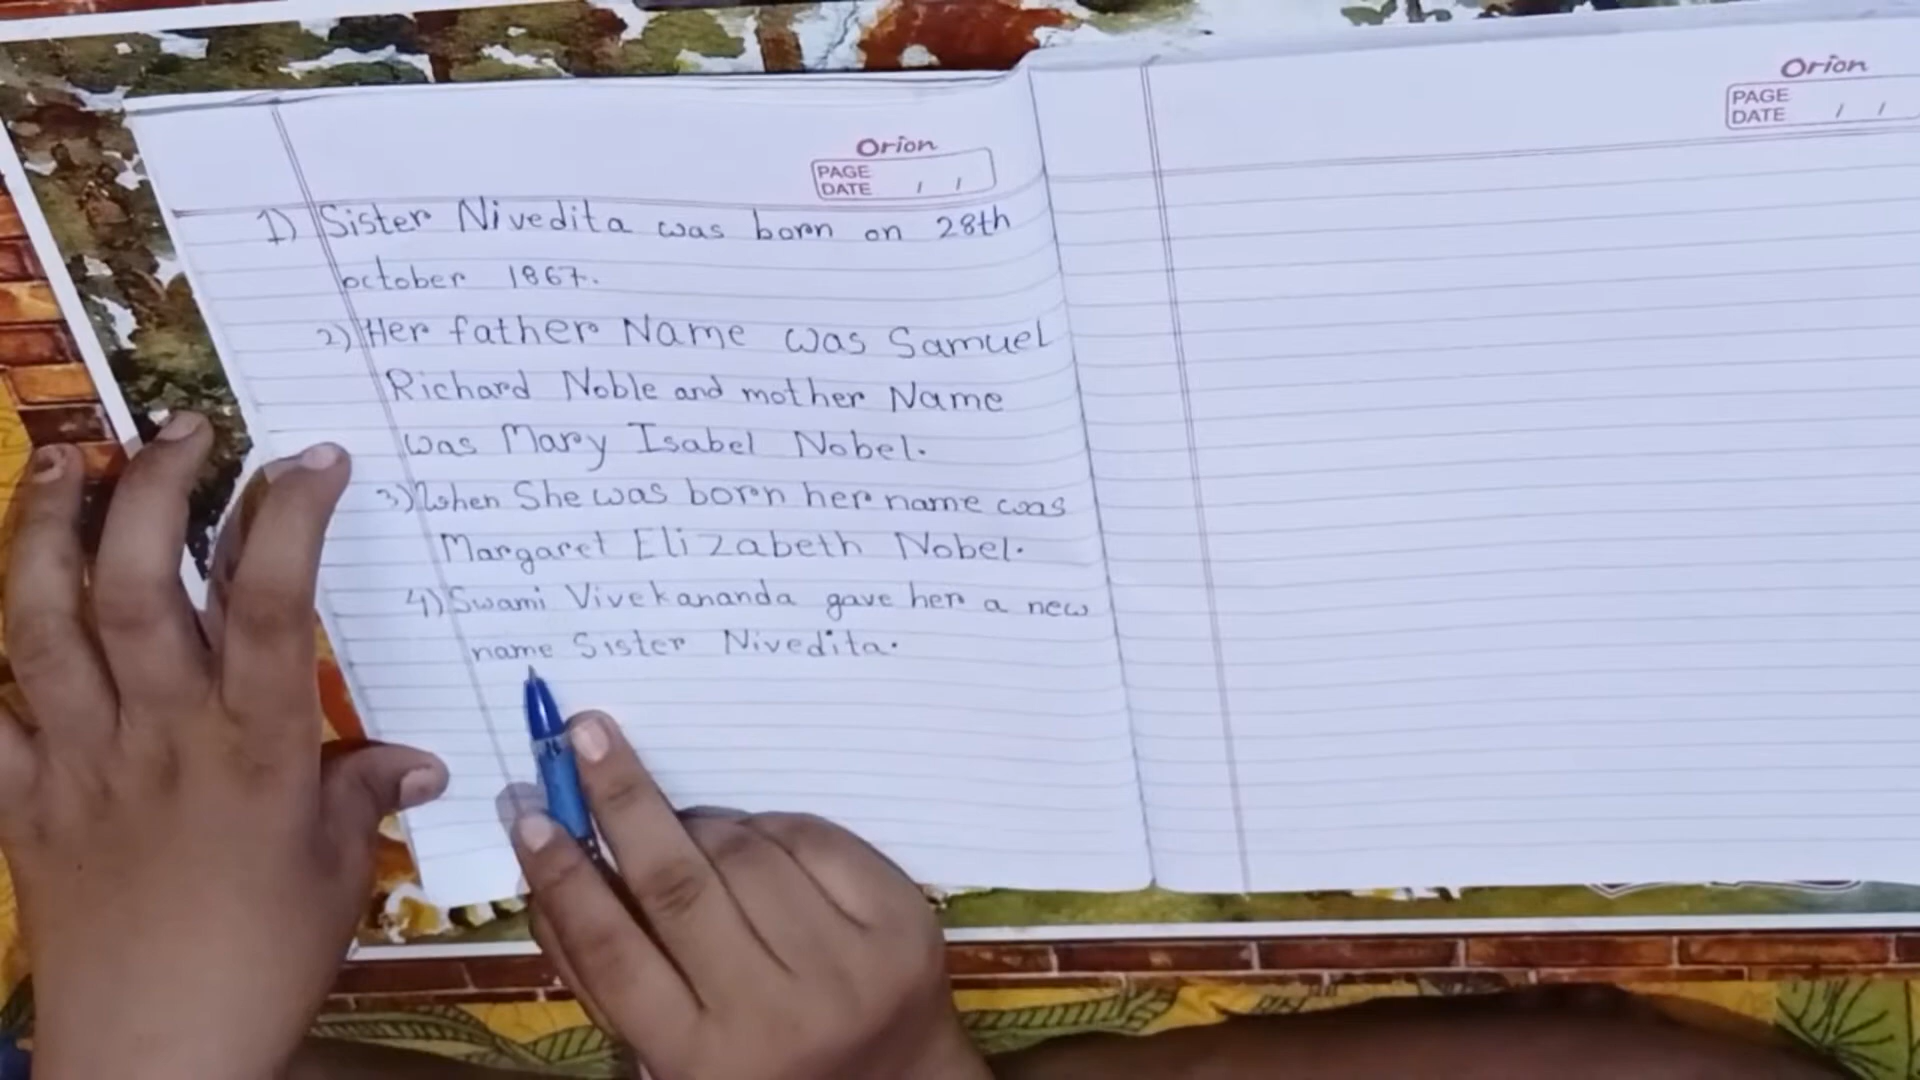 Orion
PAGE
DATE / /
1) Sister Nivedita was born on 28th
october 1867.
2) Her father Name was Samuel
Richard Noble and mother Name
was Mary Isabel Nobel.
3) When She was born her name was
Margaret Elizabeth Nobel.
4) Swami Vivekananda gave her a new
name Sister Nivedita.
Orion
PAGE
DATE / /